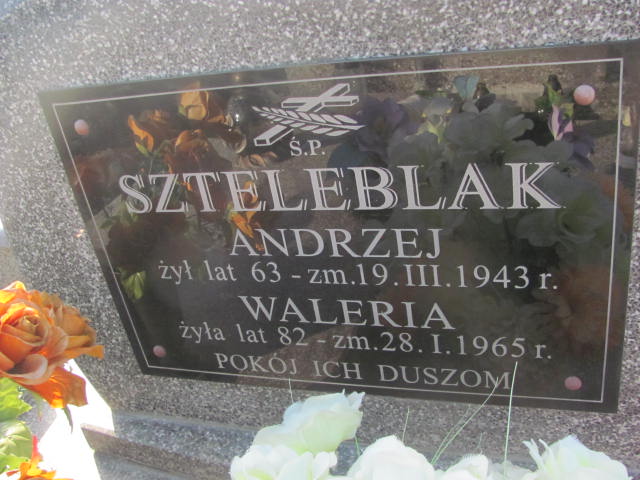 Ś.P.
SZTELEBLAK
ANDRZEJ
żył lat 63 - zm. 19. III. 1943 r.
WALERIA
żyła lat 82 - zm. 28. I. 1965 r.
POKÓJ ICH DUSZOM